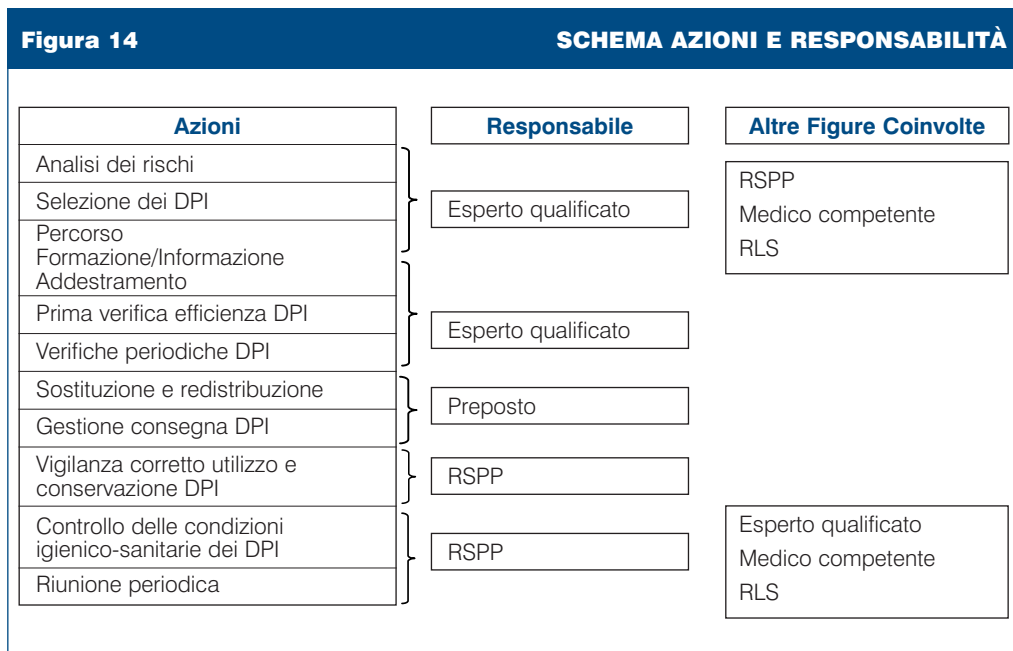 Figura 14
SCHEMA AZIONI E RESPONSABILITÀ
Azioni
Responsabile
Altre Figure Coinvolte
Analisi dei rischi
Selezione dei DPI
Percorso
Formazione/Informazione
Addestramento
Prima verifica efficienza DPI
Verifiche periodiche DPI
Sostituzione e redistribuzione
Gestione consegna DPI
Vigilanza corretto utilizzo e
conservazione DPI
Controllo delle condizioni
igienico-sanitarie dei DPI
Riunione periodica
Esperto qualificato
Esperto qualificato
Preposto
RSPP
RSPP
RSPP
Medico competente
RLS
Esperto qualificato
Medico competente
RLS